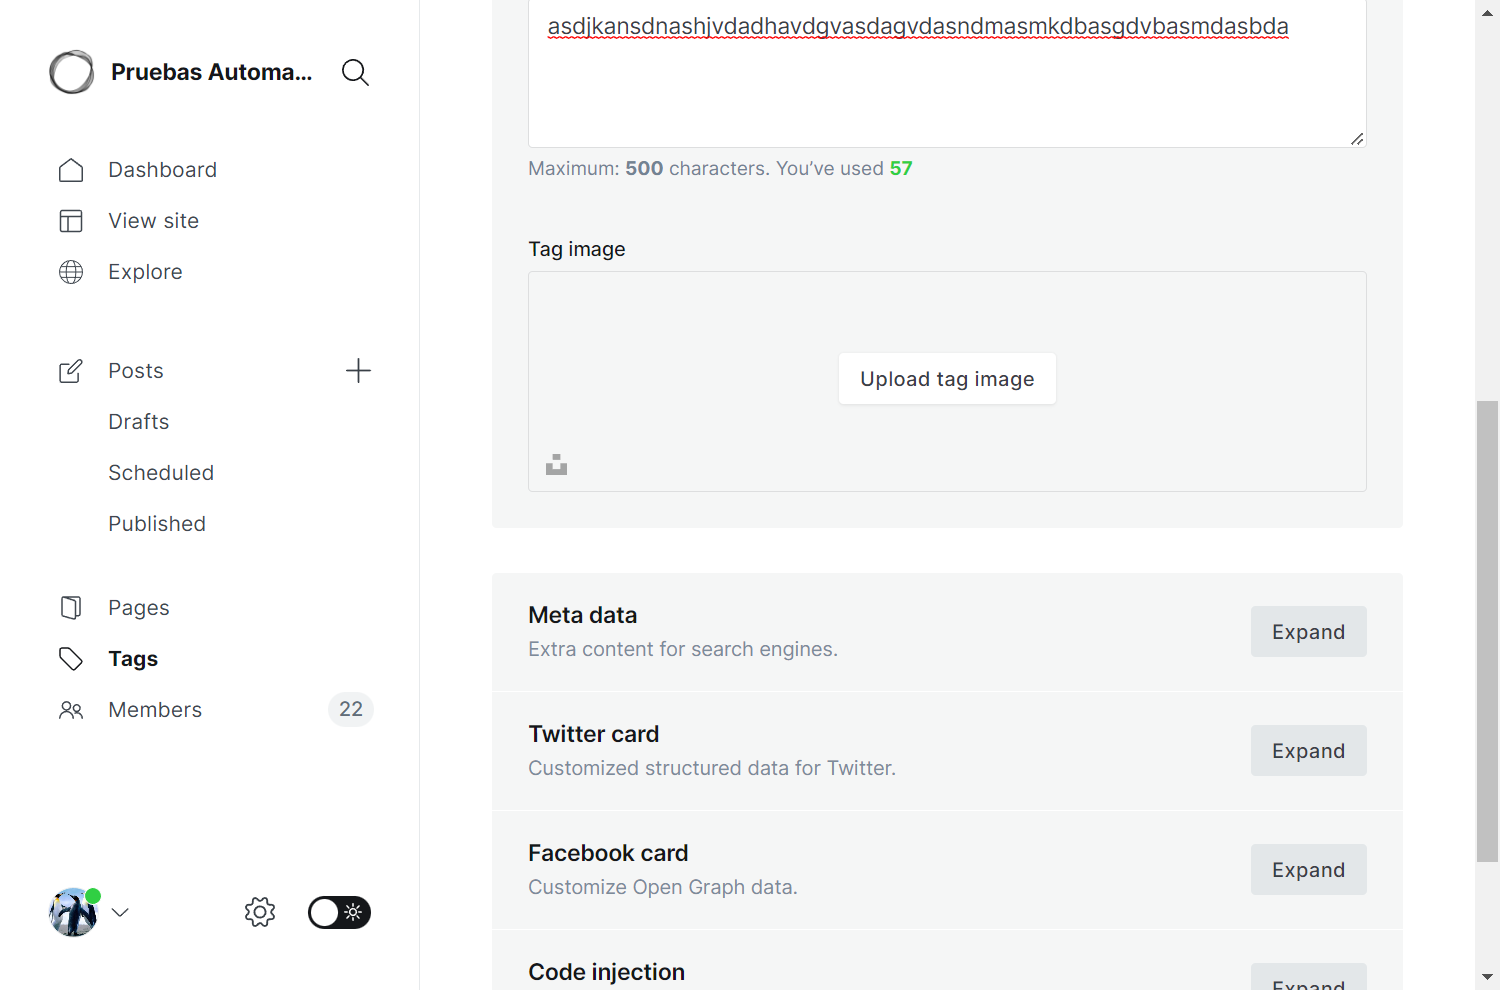 Pruebas Automa...
Dashboard
View site
Explore
Posts
Drafts
Scheduled
Published
Pages
Tags
Members 22
asdjkansdnashjvdadhavdgvasdagvdasndmasmkdbasgdvbasmdasbda
Maximum: 500 characters. You’ve used 57
Tag image
Upload tag image
Meta data
Extra content for search engines.
Expand
Twitter card
Customized structured data for Twitter.
Expand
Facebook card
Customize Open Graph data.
Expand
Code injection
Expand